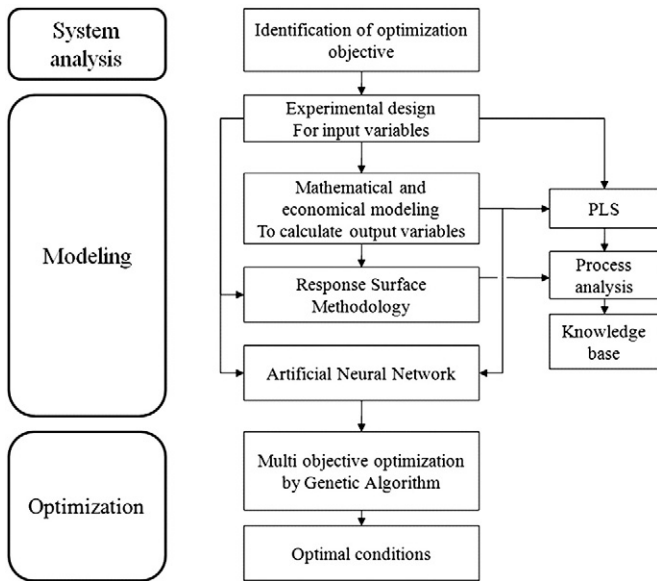 System
analysis
Identification of optimization
objective
Modeling
Experimental design
For input variables
Mathematical and
economical modeling
To calculate output variables
PLS
Response Surface
Methodology
Process
analysis
Knowledge
base
Artificial Neural Network
Optimization
Multi objective optimization
by Genetic Algorithm
Optimal conditions